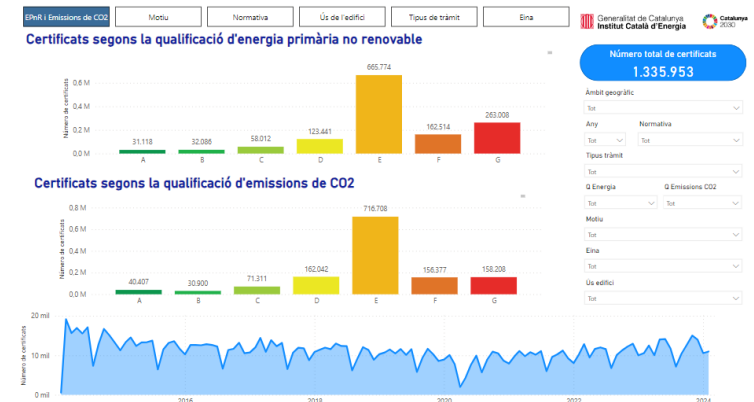 EPnR i Emissions de CO2
Motiu
Normativa
Ús de l'edifici
Tipus de tràmit
Eina
Generalitat de Catalunya
Institut Català d'Energia
Catalunya
2030
Certificats segons la qualificació d'energia primària no renovable
Número de certificats
0,6 M
0,4 M
0,2 M
0,0 M
31.118
32.086
58.012
123.441
665.774
162.514
263.008
A B C D E F G
Número total de certificats
1.335.953
Àmbit geogràfic
Tot
Any Normativa
Tot Tot
Tipus tràmit
Tot
Q Energia Q Emissions CO2
Tot Tot
Motiu
Tot
Eina
Tot
Ús edifici
Tot
Certificats segons la qualificació d'emissions de CO2
Número de certificats
0,8 M
0,6 M
0,4 M
0,2 M
0,0 M
40.407
30.900
71.311
162.042
716.708
156.377
158.208
A B C D E F G
Número de certificats
20 mil
10 mil
0 mil
2016 2018 2020 2022 2024